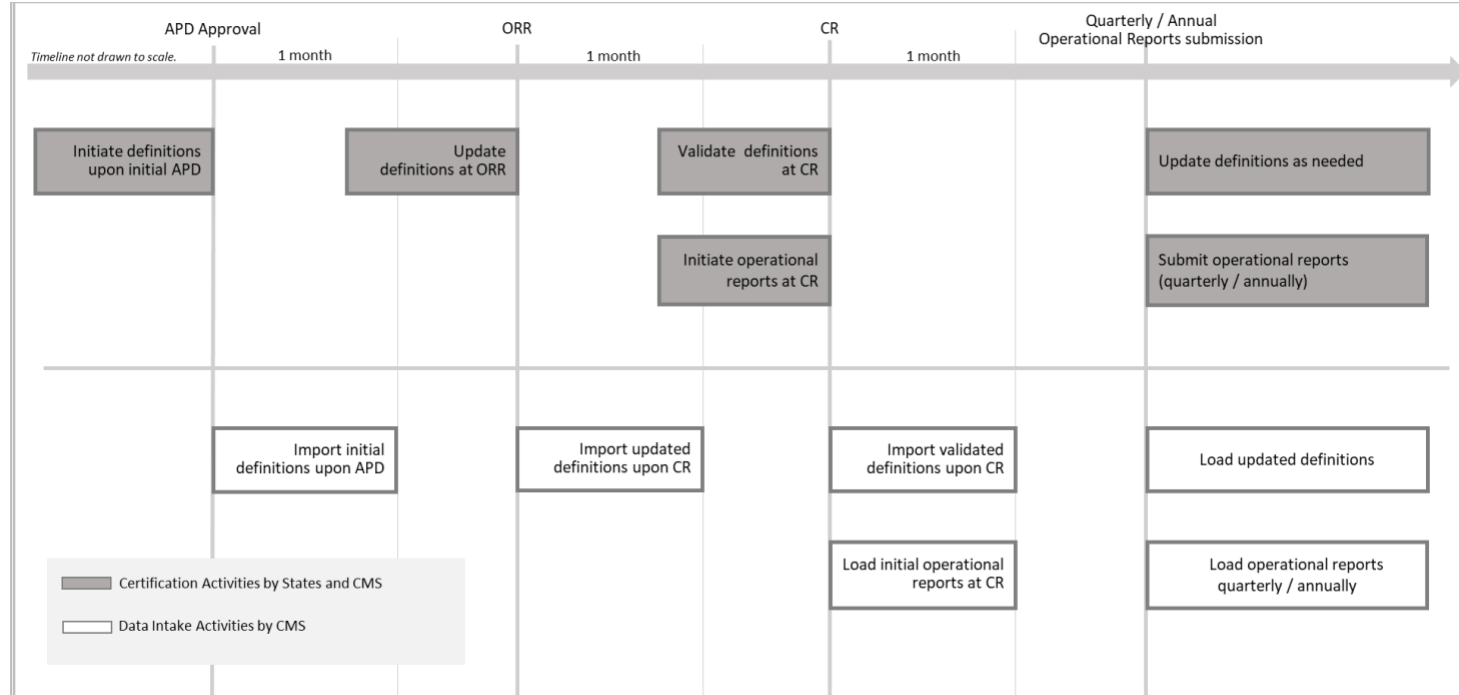 Quarterly / Annual
APD Approval
ORR
CR
Operational Reports submission
Timeline not drawn to scale.
1 month
1 month
1 month
Initiate definitions
upon initial APD
Update
definitions at ORR
Validate definitions
at CR
Update definitions as needed
Initiate operational
reports at CR
Submit operational reports
(quarterly / annually)
Import initial
definitions upon APD
Import updated
definitions upon CR
Import validated
definitions upon CR
Load updated definitions
Load initial operational
reports at CR
Load operational reports
quarterly / annually
Certification Activities by States and CMS
Data Intake Activities by CMS